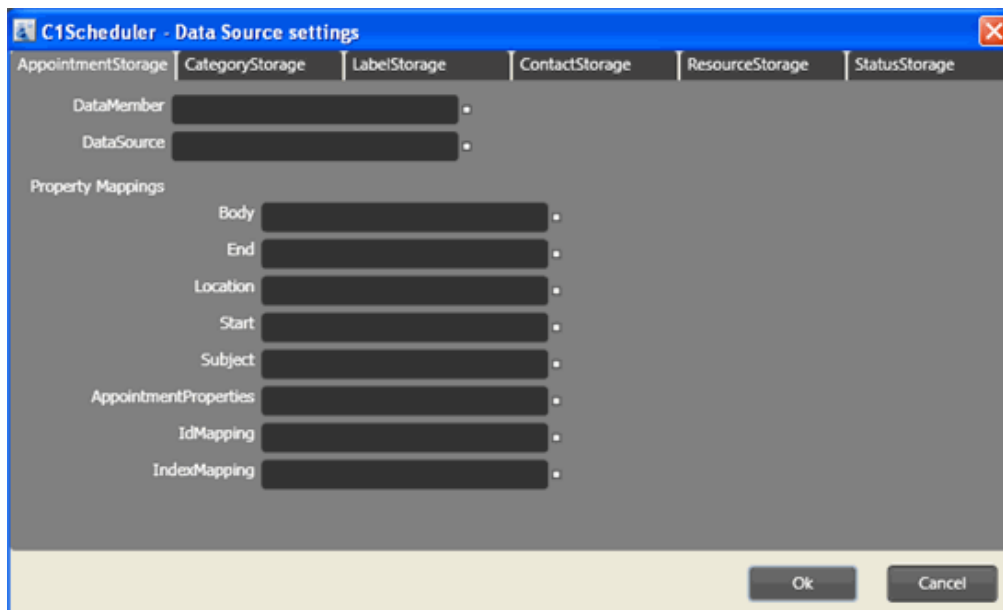 C1Scheduler - Data Source settings
AppointmentStorage CategoryStorage LabelStorage ContactStorage ResourceStorage StatusStorage
DataMember
DataSource
Property Mappings
Body
End
Location
Start
Subject
AppointmentProperties
IdMapping
IndexMapping
Ok Cancel